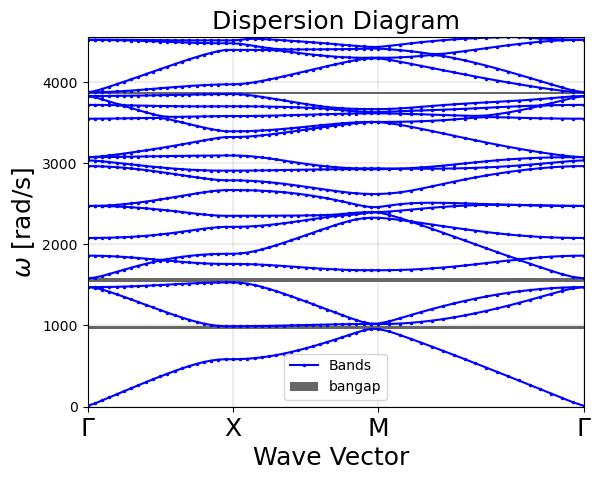 Dispersion Diagram
ω [rad/s]
4000
3000
2000
1000
0
Bands
bangap
Γ X M Γ
Wave Vector